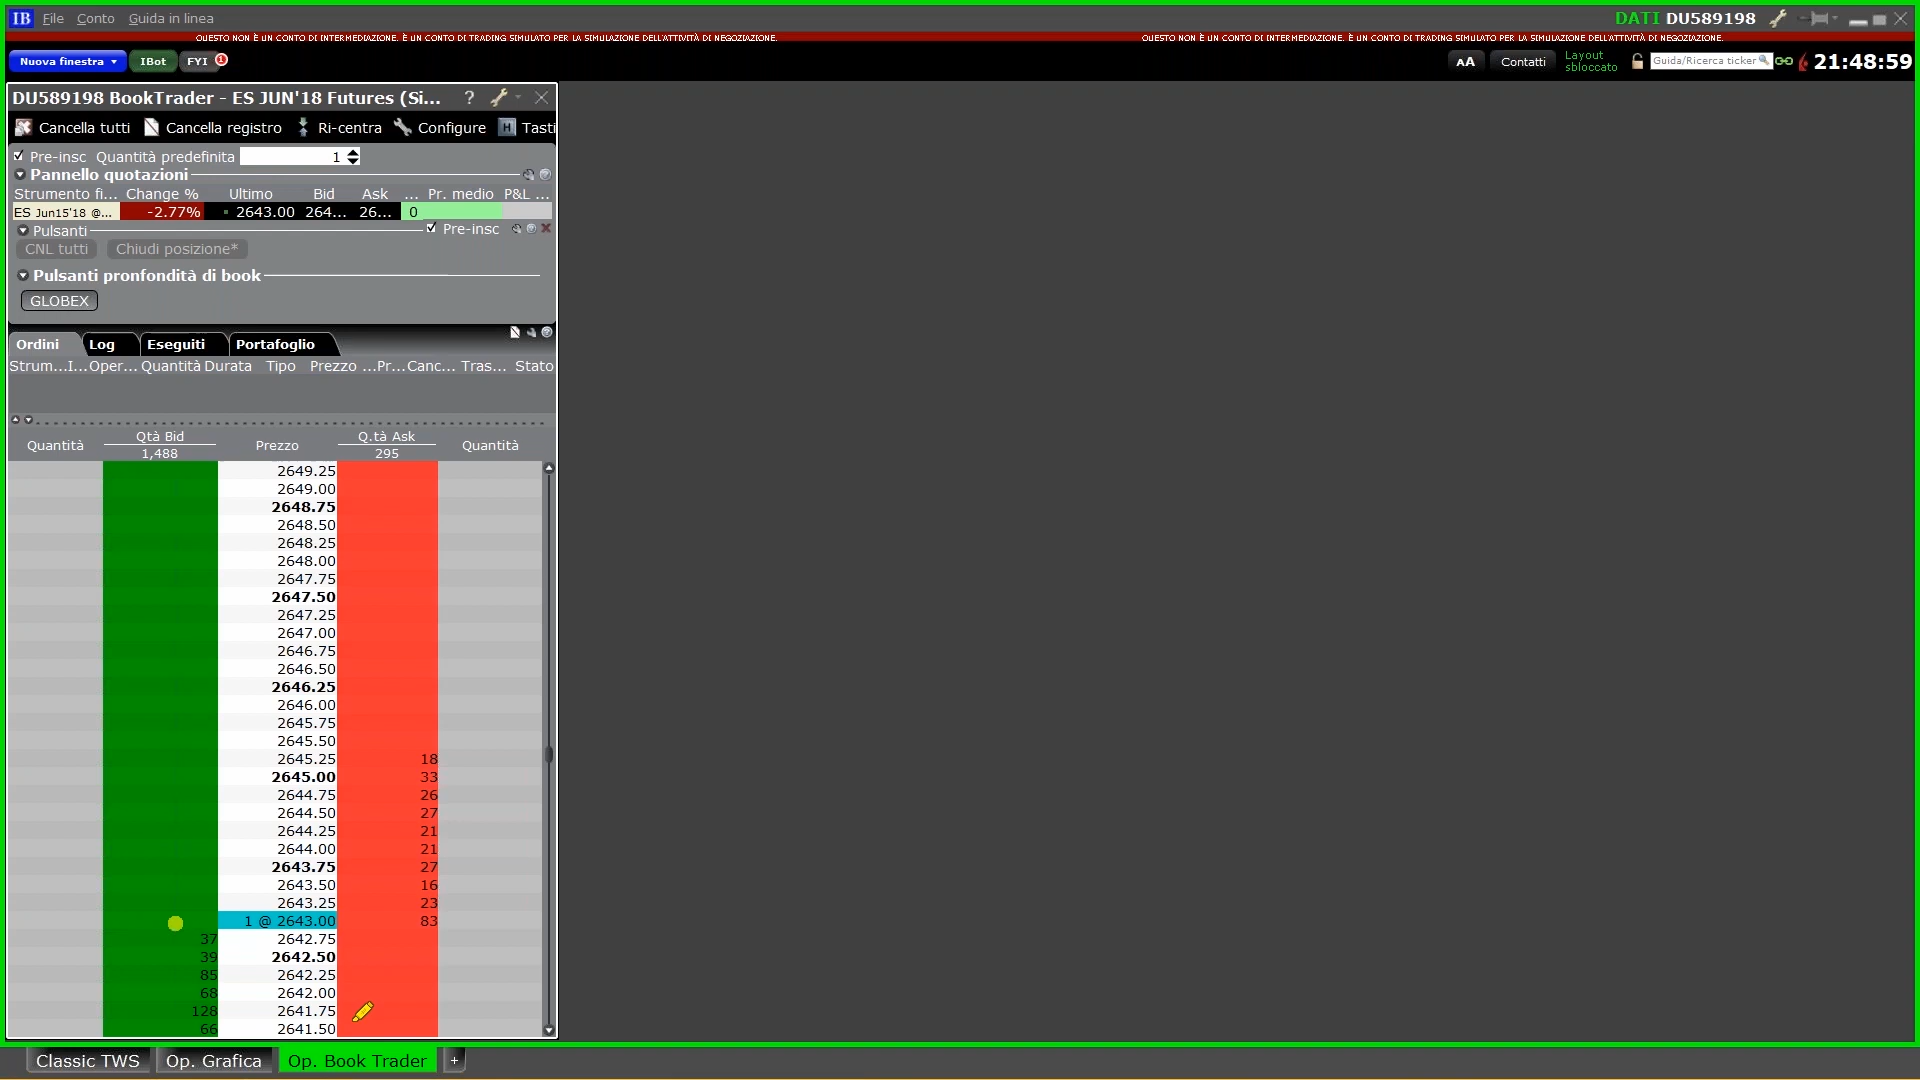 IB File Conto Guida in linea DATI DU589198
QUESTO NON È UN CONTO DI INTERMEDIAZIONE. È UN CONTO DI TRADING SIMULATO PER LA SIMULAZIONE DELL'ATTIVITÀ DI NEGOZIAZIONE. QUESTO NON È UN CONTO DI INTERMEDIAZIONE. È UN CONTO DI TRADING SIMULATO PER LA SIMULAZIONE DELL'ATTIVITÀ DI NEGOZIAZIONE.
Nuova finestra IBot FYI 1 AA Contatti Layout sbloccato Guida/Ricerca ticker 21:48:59
DU589198 BookTrader - ES JUN'18 Futures (Si... ?
Cancella tutti Cancella registro Ri-centra Configure H Tasti
Pre-insc Quantità predefinita 1
Pannello quotazioni
Strumento fi... Change % Ultimo Bid Ask ... Pr. medio P&L ...
ES Jun15'18 @... -2.77% 2643.00 264... 26... 0
Pulsanti Pre-insc
CNL tutti Chiudi posizione*
Pulsanti pronfondità di book
GLOBEX
Ordini Log Eseguiti Portafoglio
Strum... I... Oper... Quantità Durata Tipo Prezzo ... Pr... Canc... Tras... Stato
Quantità Qtà Bid Prezzo Q.tà Ask Quantità
1,488 295
2649.25
2649.00
2648.75
2648.50
2648.25
2648.00
2647.75
2647.50
2647.25
2647.00
2646.75
2646.50
2646.25
2646.00
2645.75
2645.50
2645.25 18
2645.00 33
2644.75 26
2644.50 27
2644.25 21
2644.00 21
2643.75 27
2643.50 16
2643.25 23
1 @ 2643.00 83
37 2642.75
39 2642.50
85 2642.25
68 2642.00
128 2641.75
66 2641.50
Classic TWS Op. Grafica Op. Book Trader +